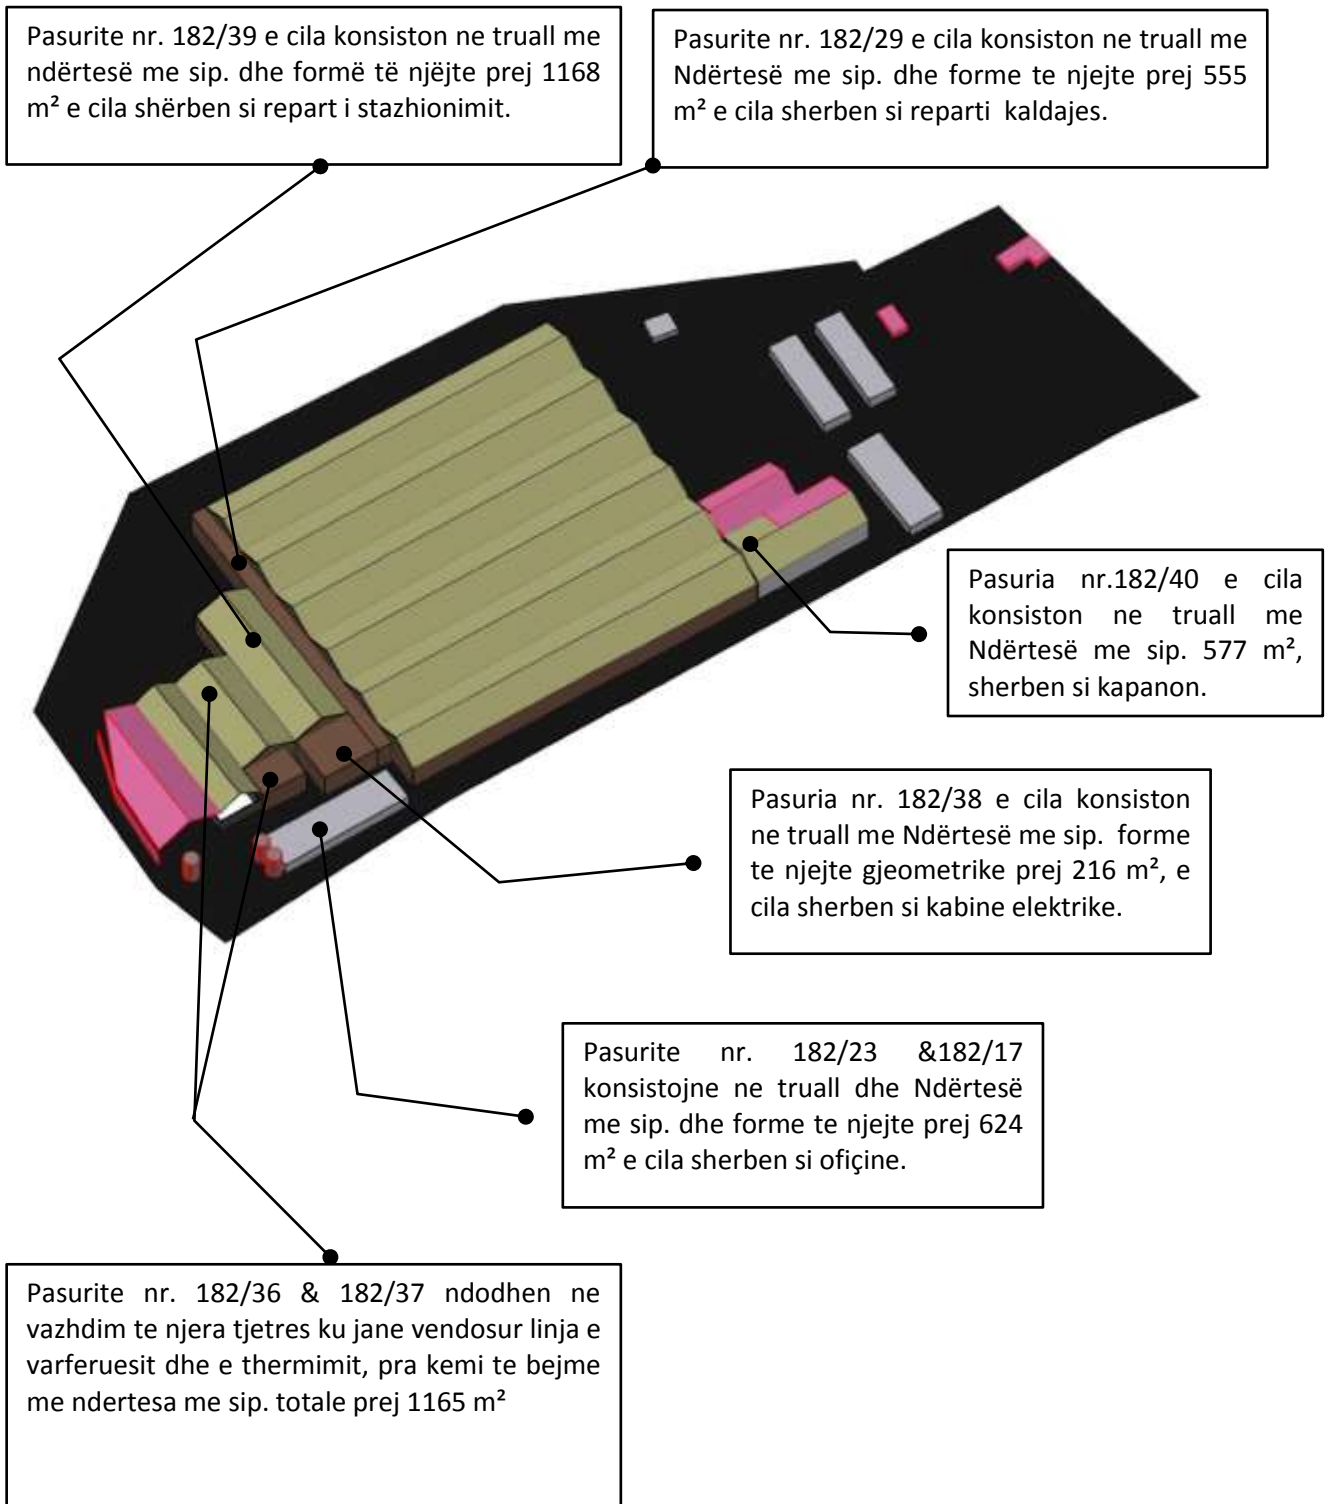 Pasurite nr. 182/39 e cila konsiston ne truall me
ndërtesë me sip. dhe formë të njëjte prej 1168
m² e cila shërben si repart i stazhionimit.
Pasurite nr. 182/29 e cila konsiston ne truall me
Ndërtesë me sip. dhe forme te njejte prej 555
m² e cila sherben si reparti kaldajes.
Pasuria nr.182/40 e cila
konsiston ne truall me
Ndërtesë me sip. 577 m²,
sherben si kapanon.
Pasuria nr. 182/38 e cila konsiston
ne truall me Ndërtesë me sip. forme
te njejte gjeometrike prej 216 m², e
cila sherben si kabine elektrike.
Pasurite nr. 182/23 &182/17
konsistojne ne truall dhe Ndërtesë
me sip. dhe forme te njejte prej 624
m² e cila sherben si ofiçine.
Pasurite nr. 182/36 & 182/37 ndodhen ne
vazhdim te njera tjetres ku jane vendosur linja e
varferuesit dhe e thermimit, pra kemi te bejme
me ndertesa me sip. totale prej 1165 m²